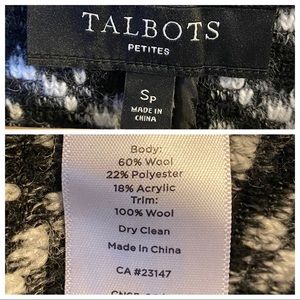 TALBOTS
PETITES
SP
MADE IN
CHINA
Body:
60% Wool
22% Polyester
18% Acrylic
Trim:
100% Wool
Dry Clean
Made In China
CA #23147